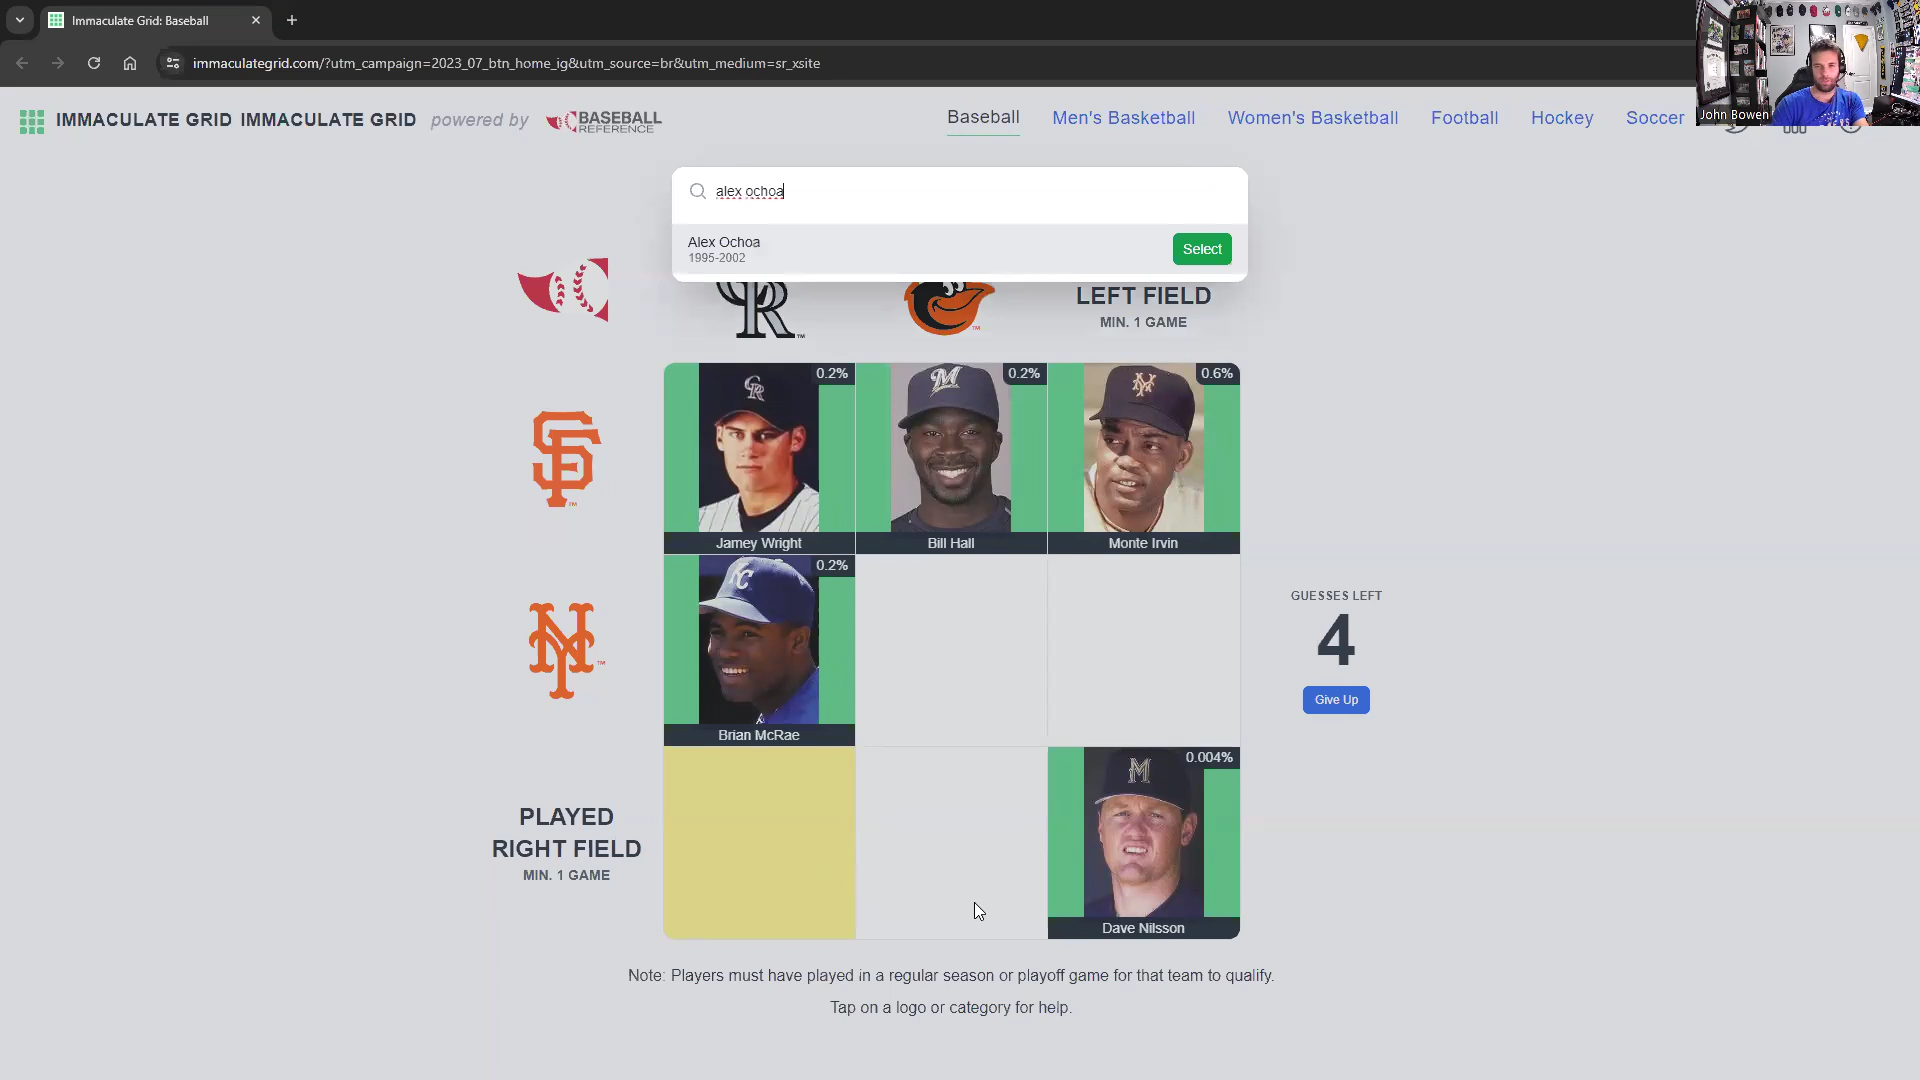 Immaculate Grid: Baseball
immaculategrid.com/?utm_campaign=2023_07_btn_home_ig&utm_source=br&utm_medium=sr_xsite
IMMACULATE GRID IMMACULATE GRID powered by BASEBALL REFERENCE
Baseball Men's Basketball Women's Basketball Football Hockey Soccer
John Bowen
alex ochoa
Alex Ochoa
1995-2002
Select
CR
LEFT FIELD
MIN. 1 GAME
SF
0.2%
Jamey Wright
M
0.2%
Bill Hall
0.6%
Monte Irvin
NY
0.2%
Brian McRae
GUESSES LEFT
4
Give Up
PLAYED
RIGHT FIELD
MIN. 1 GAME
M
0.004%
Dave Nilsson
Note: Players must have played in a regular season or playoff game for that team to qualify.
Tap on a logo or category for help.